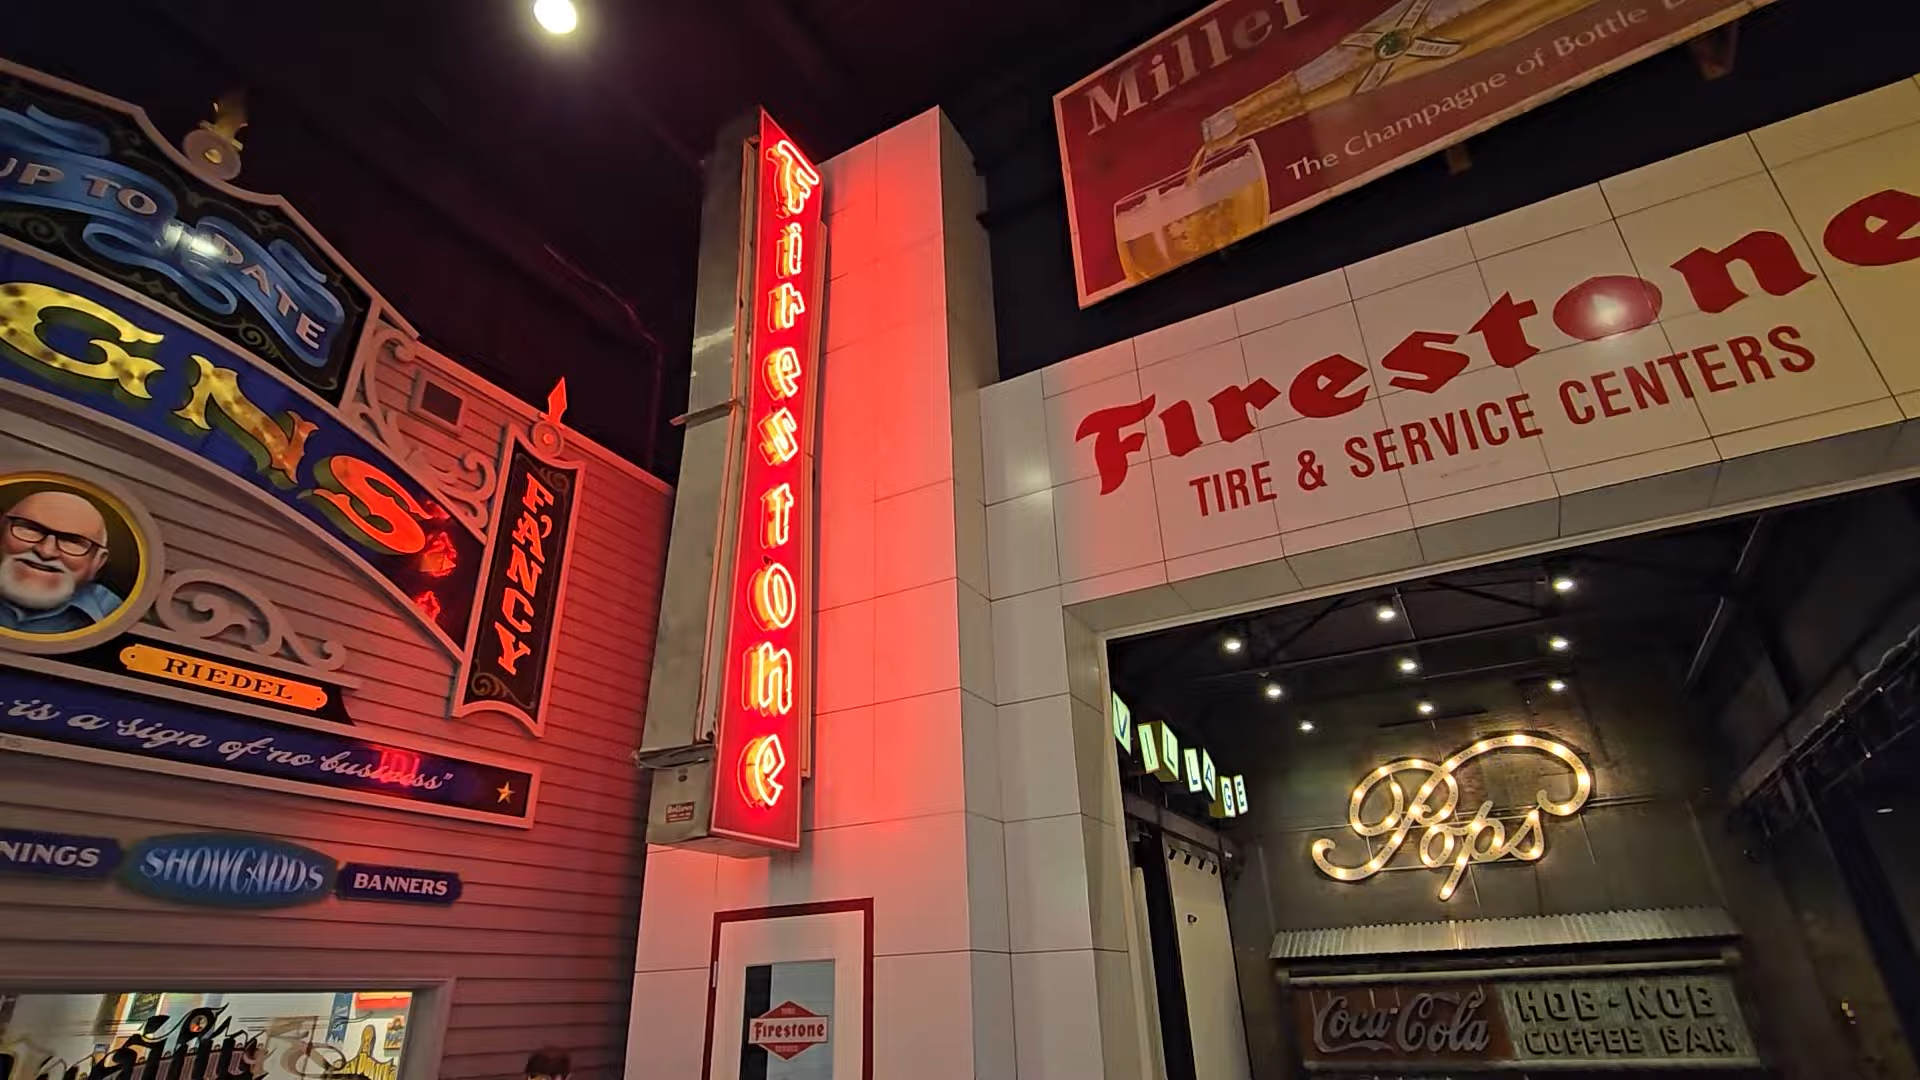 UP TO DATE
GNS
FANCY
RIEDEL
is a sign of no business"
NINGS
SHOWCARDS
BANNERS
Firestone
Miller
The Champagne of Bottle
Firestone
TIRE & SERVICE CENTERS
VILLAGE
Pops
Coca-Cola
HOB-NOB
COFFEE BAR
Firestone